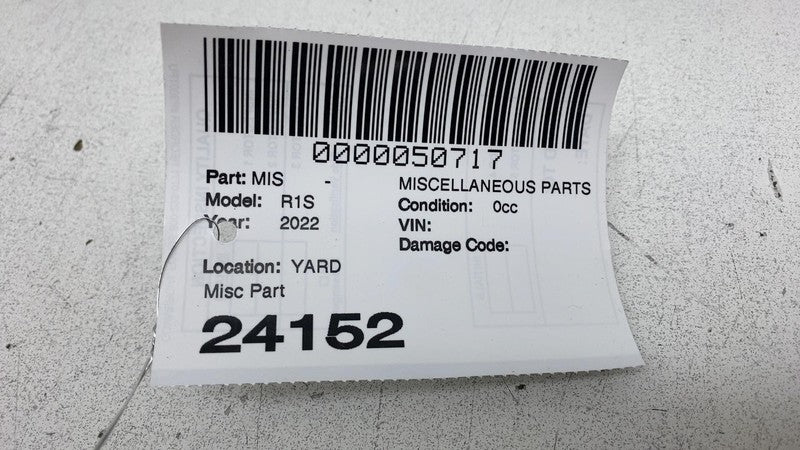 0000050717
Part: MIS - MISCELLANEOUS PARTS
Model: R1S Condition: 0cc
Year: 2022 VIN:
Damage Code:
Location: YARD
Misc Part
24152